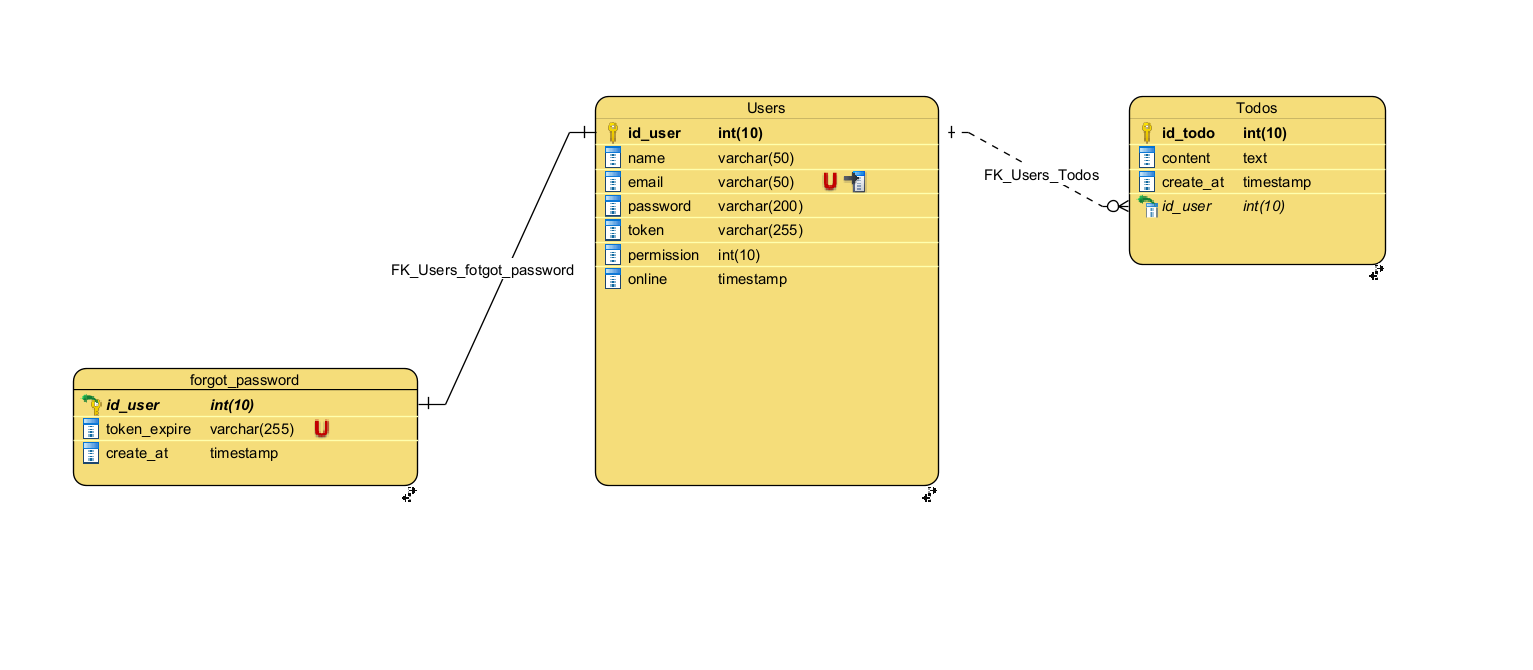 Users
id_user int(10)
name varchar(50)
email varchar(50) U
password varchar(200)
token varchar(255)
permission int(10)
online timestamp
Todos
id_todo int(10)
content text
create_at timestamp
id_user int(10)
FK_Users_Todos
FK_Users_fotgot_password
forgot_password
id_user int(10)
token_expire varchar(255) U
create_at timestamp